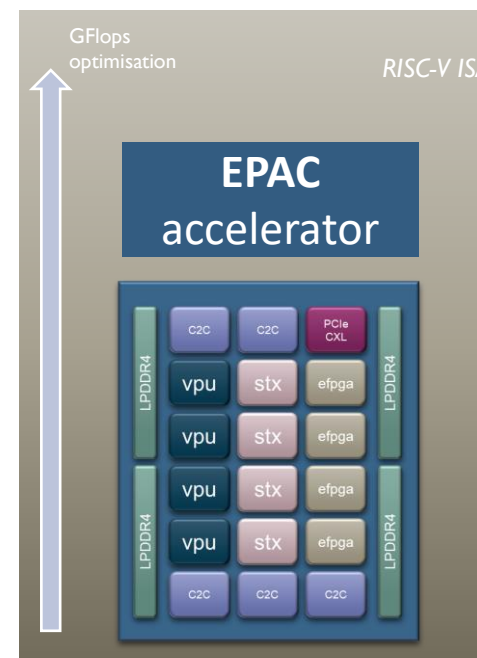 GFlops
optimisation
RISC-V IS
EPAC
accelerator
C2C C2C PCIe
CXL
LPDDR4 LPDDR4
vpu stx efpga
vpu stx efpga
vpu stx efpga
LPDDR4 LPDDR4
vpu stx efpga
C2C C2C C2C